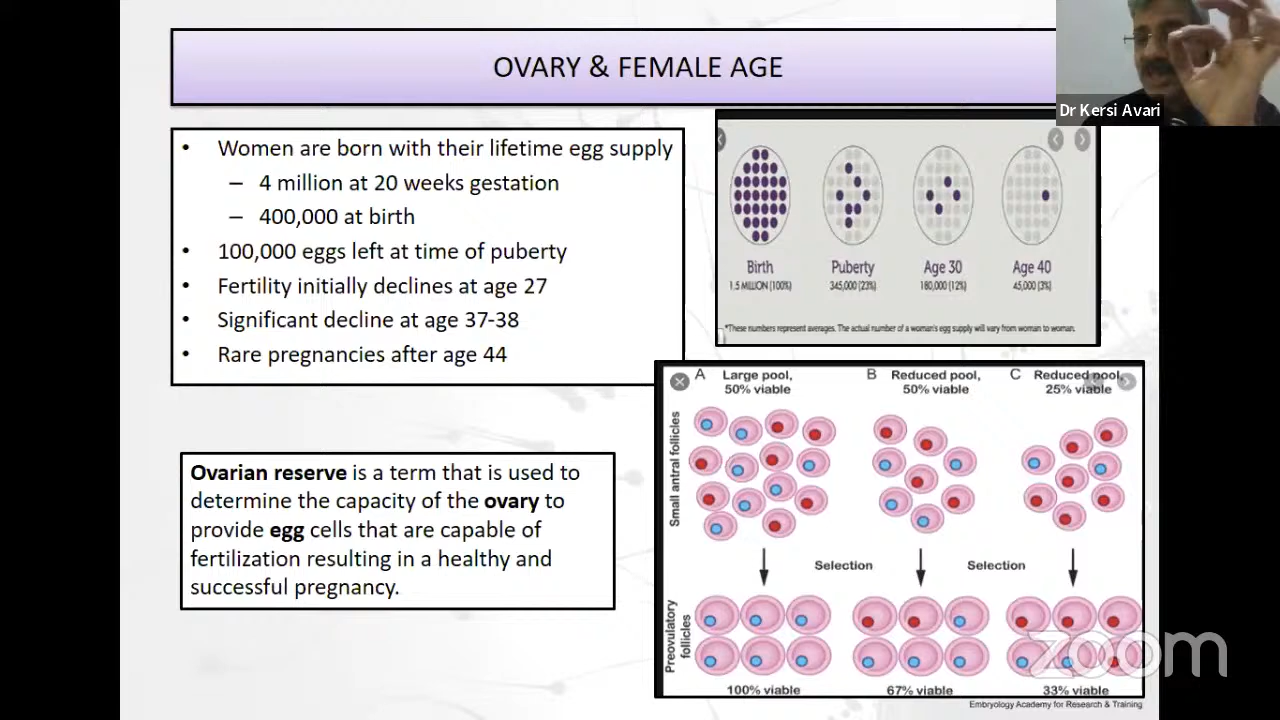 OVARY & FEMALE AGE
Dr Kersi Avari
• Women are born with their lifetime egg supply
– 4 million at 20 weeks gestation
– 400,000 at birth
• 100,000 eggs left at time of puberty
• Fertility initially declines at age 27
• Significant decline at age 37-38
• Rare pregnancies after age 44
Birth
1.5 MILLION (100%)
Puberty
345,000 (23%)
Age 30
180,000 (12%)
Age 40
45,000 (3%)
*These numbers represent averages. The actual number of a woman's egg supply will vary from woman to woman.
Ovarian reserve is a term that is used to
determine the capacity of the ovary to
provide egg cells that are capable of
fertilization resulting in a healthy and
successful pregnancy.
A Large pool,
50% viable
B Reduced pool,
50% viable
C Reduced pool,
25% viable
Small antral follicles
Selection
Selection
Preovulatory
follicles
100% viable
67% viable
33% viable
zoom
Embryology Academy for Research & Training